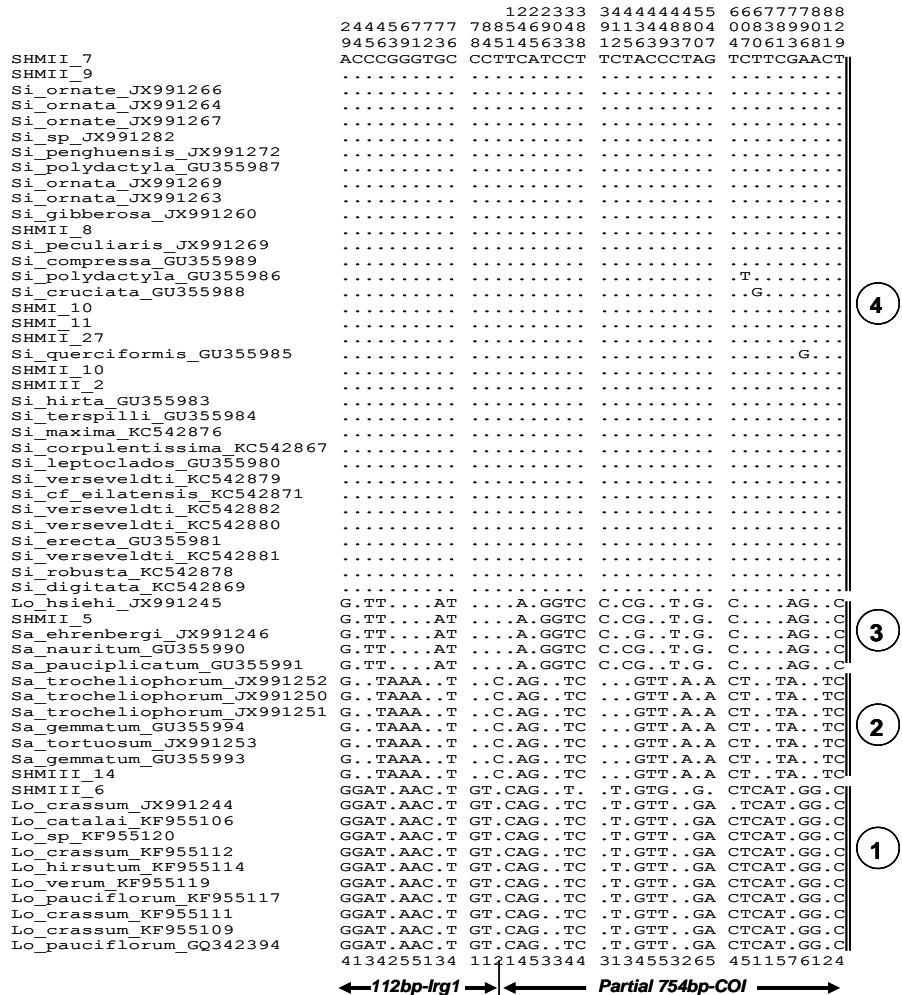 1222333 3444444455 6667777888
2444567777 7885469048 9113448804 0083899012
9456391236 8451456338 1256393707 4706136819
SHMII_7 ACCCGGGTGC CCTTCATCCT TCTACCCTAG TCTTCGAACT
SHMII_9 .......... .......... .......... ..........
Si_ornate_JX991266 .......... .......... .......... ..........
Si_ornata_JX991264 .......... .......... .......... ..........
Si_ornate_JX991267 .......... .......... .......... ..........
Si_sp_JX991282 .......... .......... .......... ..........
Si_penghuensis_JX991272 .......... .......... .......... ..........
Si_polydactyla_GU355987 .......... .......... .......... ..........
Si_ornata_JX991269 .......... .......... .......... ..........
Si_ornata_JX991263 .......... .......... .......... ..........
Si_gibberosa_JX991260 .......... .......... .......... ..........
SHMII_8 .......... .......... .......... ..........
Si_peculiaris_JX991269 .......... .......... .......... ..........
Si_compressa_GU355989 .......... .......... .......... ..........
Si_polydactyla_GU355986 .......... .......... .......... .T........
Si_cruciata_GU355988 .......... .......... .......... ..G.......
SHMI_10 .......... .......... .......... ..........
SHMI_11 .......... .......... .......... ..........
SHMII_27 .......... .......... .......... ..........
Si_querciformis_GU355985 .......... .......... .......... ......G...
SHMII_10 .......... .......... .......... ..........
SHMIII_2 .......... .......... .......... ..........
Si_hirta_GU355983 .......... .......... .......... ..........
Si_terspilli_GU355984 .......... .......... .......... ..........
Si_maxima_KC542876 .......... .......... .......... ..........
Si_corpulentissima_KC542867 .......... .......... .......... ..........
Si_leptoclados_GU355980 .......... .......... .......... ..........
Si_verseveldti_KC542879 .......... .......... .......... ..........
Si_cf_eilatensis_KC542871 .......... .......... .......... ..........
Si_verseveldti_KC542882 .......... .......... .......... ..........
Si_verseveldti_KC542880 .......... .......... .......... ..........
Si_erecta_GU355981 .......... .......... .......... ..........
Si_verseveldti_KC542881 .......... .......... .......... ..........
Si_robusta_KC542878 .......... .......... .......... ..........
Si_digitata_KC542869 .......... .......... .......... ..........
4
Lo_hsiehi_JX991245 G.TT....AT ....A.GGTC C.CG..T.G. C....AG..C
SHMII_5 G.TT....AT ....A.GGTC C.CG..T.G. C....AG..C
Sa_ehrenbergi_JX991246 G.TT....AT ....A.GGTC C.CG..T.G. C....AG..C
Sa_nauritum_GU355990 G.TT....AT ....A.GGTC C.CG..T.G. C....AG..C
Sa_pauciplicatum_GU355991 G.TT....AT ....A.GGTC C.CG..T.G. C....AG..C
3
Sa_trocheliophorum_JX991252 G..TAAA..T ..C.AG..TC ...GTT.A.A CT..TA..TC
Sa_trocheliophorum_JX991250 G..TAAA..T ..C.AG..TC ...GTT.A.A CT..TA..TC
Sa_trocheliophorum_JX991251 G..TAAA..T ..C.AG..TC ...GTT.A.A CT..TA..TC
Sa_gemmatum_GU355994 G..TAAA..T ..C.AG..TC ...GTT.A.A CT..TA..TC
Sa_tortuosum_JX991253 G..TAAA..T ..C.AG..TC ...GTT.A.A CT..TA..TC
Sa_gemmatum_GU355993 G..TAAA..T ..C.AG..TC ...GTT.A.A CT..TA..TC
SHMIII_14 G..TAAA..T ..C.AG..TC ...GTT.A.A CT..TA..TC
2
SHMIII_6 GGAT.AAC.T GT.CAG..T. .T.GTG..G. CTCAT.GG.C
Lo_crassum_JX991244 GGAT.AAC.T GT.CAG..TC .T.GTT..GA .TCAT.GG.C
Lo_catalai_KF955106 GGAT.AAC.T GT.CAG..TC .T.GTT..GA CTCAT.GG.C
Lo_sp_KF955120 GGAT.AAC.T GT.CAG..TC .T.GTT..GA CTCAT.GG.C
Lo_crassum_KF955112 GGAT.AAC.T GT.CAG..TC .T.GTT..GA CTCAT.GG.C
Lo_hirsutum_KF955114 GGAT.AAC.T GT.CAG..TC .T.GTT..GA CTCAT.GG.C
Lo_verum_KF955119 GGAT.AAC.T GT.CAG..TC .T.GTT..GA CTCAT.GG.C
Lo_pauciflorum_KF955117 GGAT.AAC.T GT.CAG..TC .T.GTT..GA CTCAT.GG.C
Lo_crassum_KF955111 GGAT.AAC.T GT.CAG..TC .T.GTT..GA CTCAT.GG.C
Lo_crassum_KF955109 GGAT.AAC.T GT.CAG..TC .T.GTT..GA CTCAT.GG.C
Lo_pauciflorum_GQ342394 GGAT.AAC.T GT.CAG..TC .T.GTT..GA CTCAT.GG.C
1
4134255134 1121453344 3134553265 4511576124
112bp-Irg1 Partial 754bp-COI